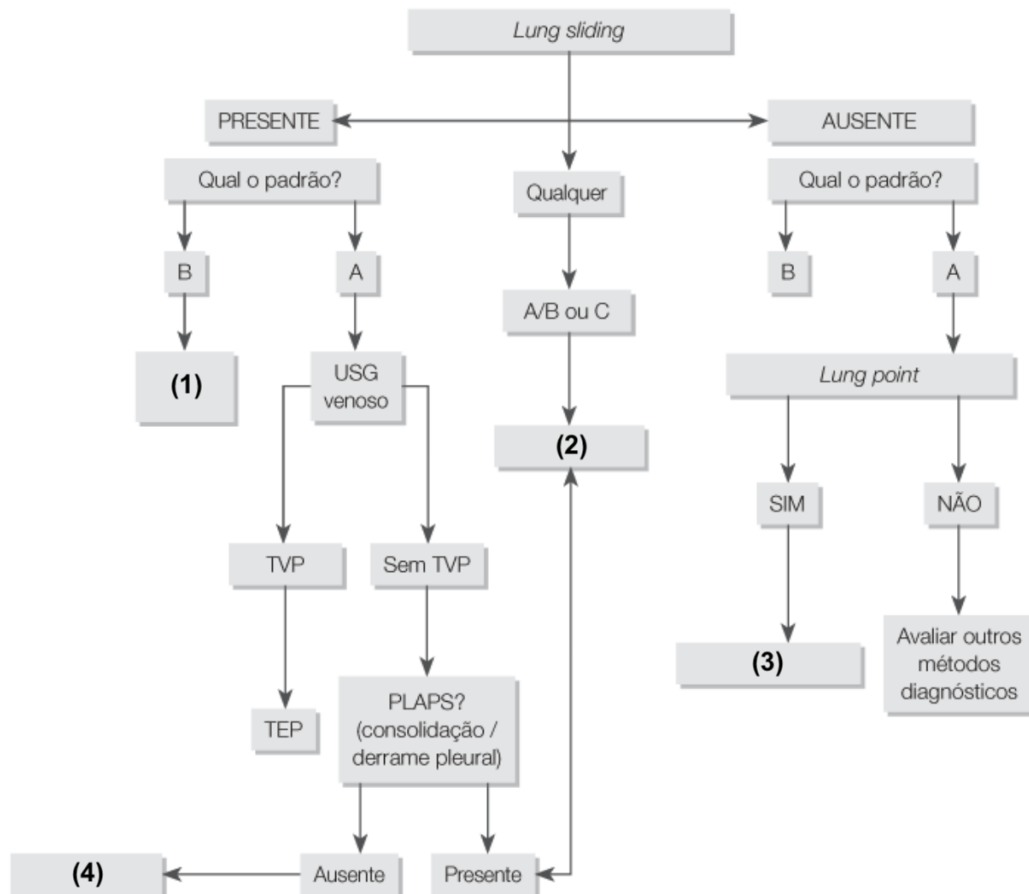 Lung sliding
PRESENTE
AUSENTE
Qual o padrão?
Qualquer
Qual o padrão?
B
A
B
A
A/B ou C
(1)
USG
venoso
Lung point
(2)
SIM
NÃO
TVP
Sem TVP
(3)
Avaliar outros
métodos
diagnósticos
TEP
PLAPS?
(consolidação /
derrame pleural)
(4)
Ausente
Presente